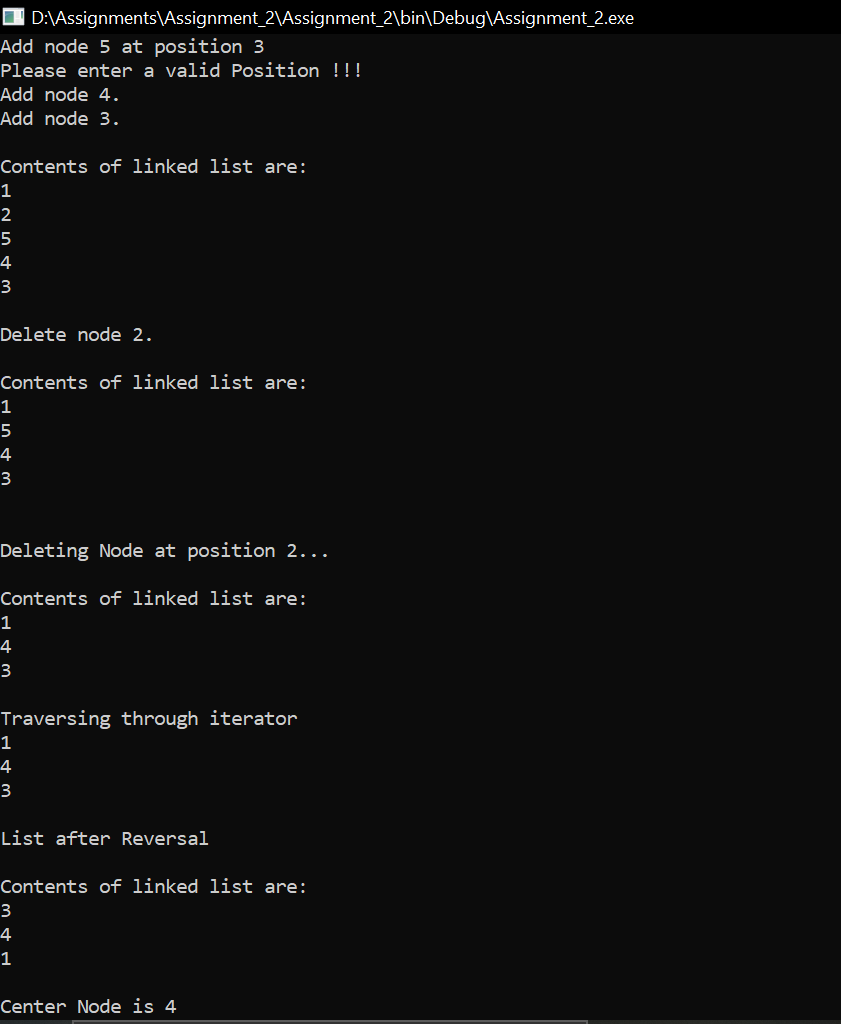 D:\Assignments\Assignment_2\Assignment_2\bin\Debug\Assignment_2.exe
Add node 5 at position 3
Please enter a valid Position !!!
Add node 4.
Add node 3.
Contents of linked list are:
1
2
5
4
3
Delete node 2.
Contents of linked list are:
1
5
4
3
Deleting Node at position 2...
Contents of linked list are:
1
4
3
Traversing through iterator
1
4
3
List after Reversal
Contents of linked list are:
3
4
1
Center Node is 4